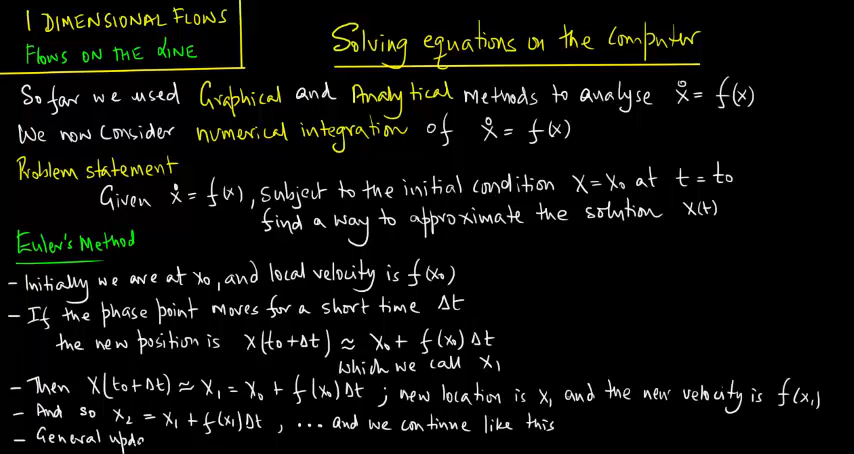 1 DIMENSIONAL FLOWS
FLOWS ON THE LINE
Solving equations on the computer
So far we used Graphical and Analytical methods to analyse ẋ = f(x)
We now consider numerical integration of ẋ = f(x)
Problem statement
Given ẋ = f(x), subject to the initial condition x = x₀ at t = t₀
find a way to approximate the solution x(t)
Euler's Method
- Initially we are at x₀, and local velocity is f(x₀)
- If the phase point moves for a short time Δt
the new position is x(t₀+Δt) ≈ x₀ + f(x₀) Δt
which we call x₁
- Then x(t₀+Δt) ≈ x₁ = x₀ + f(x₀)Δt ; new location is x₁ and the new velocity is f(x₁)
- And so x₂ = x₁ + f(x₁)Δt , ... and we continue like this
- General upda